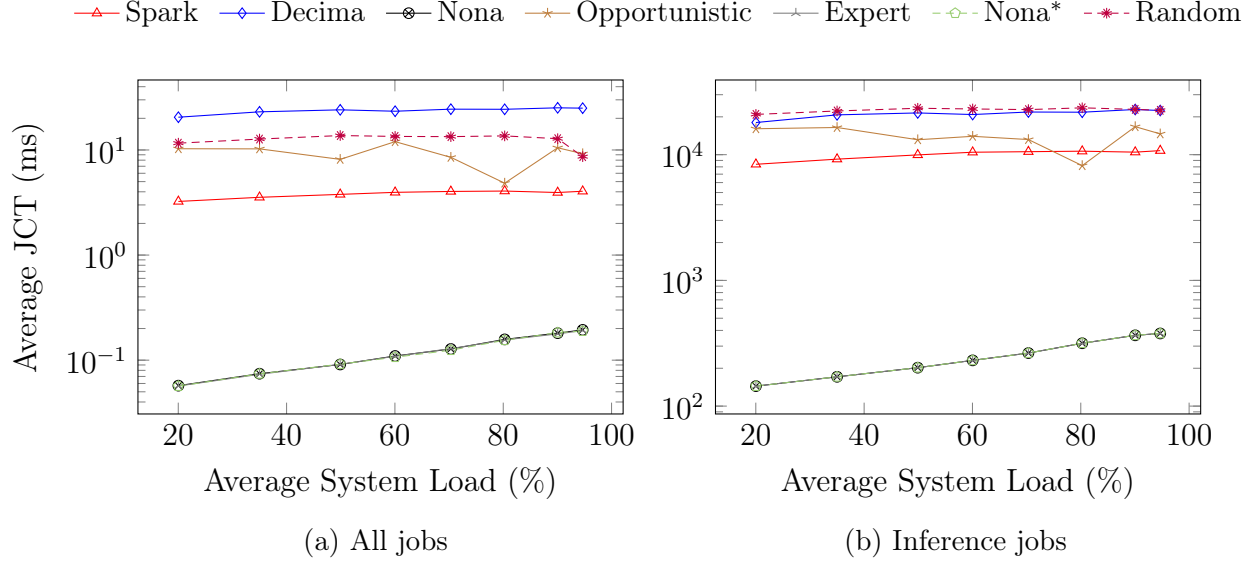 Spark Decima Nona Opportunistic Expert Nona* Random
Average JCT (ms)
10^1
10^0
10^−1
20 40 60 80 100
Average System Load (%)
(a) All jobs
10^4
10^3
10^2
20 40 60 80 100
Average System Load (%)
(b) Inference jobs